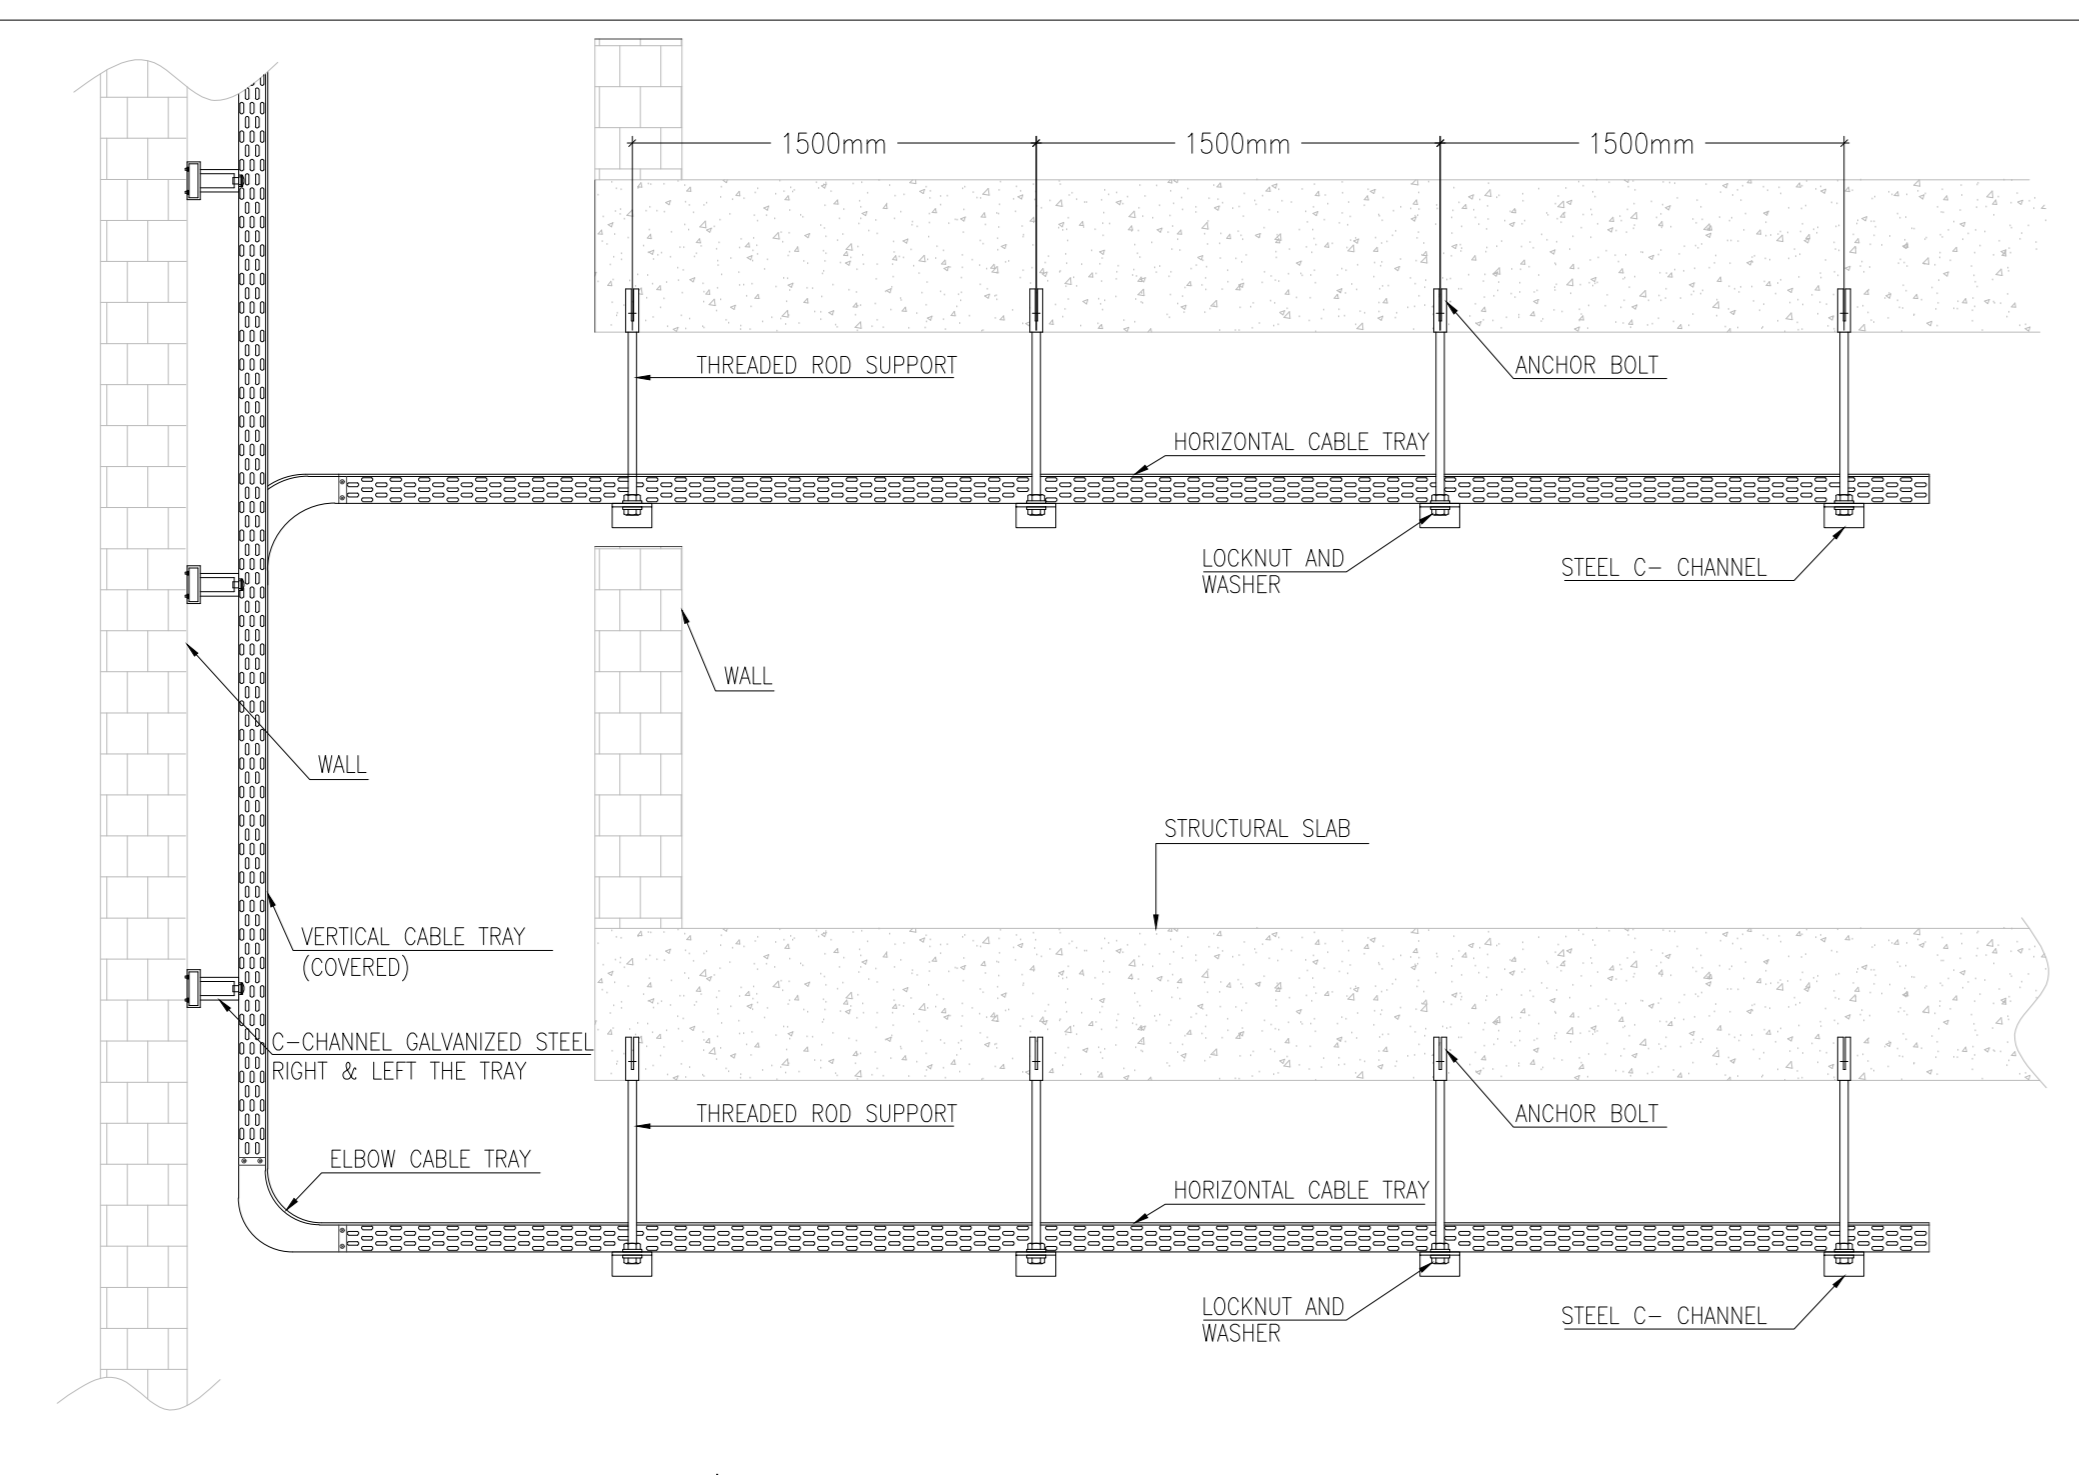 1500mm
1500mm
1500mm
THREADED ROD SUPPORT
ANCHOR BOLT
HORIZONTAL CABLE TRAY
LOCKNUT AND
WASHER
STEEL C- CHANNEL
WALL
WALL
STRUCTURAL SLAB
VERTICAL CABLE TRAY
(COVERED)
C-CHANNEL GALVANIZED STEEL
RIGHT & LEFT THE TRAY
THREADED ROD SUPPORT
ANCHOR BOLT
ELBOW CABLE TRAY
HORIZONTAL CABLE TRAY
LOCKNUT AND
WASHER
STEEL C- CHANNEL